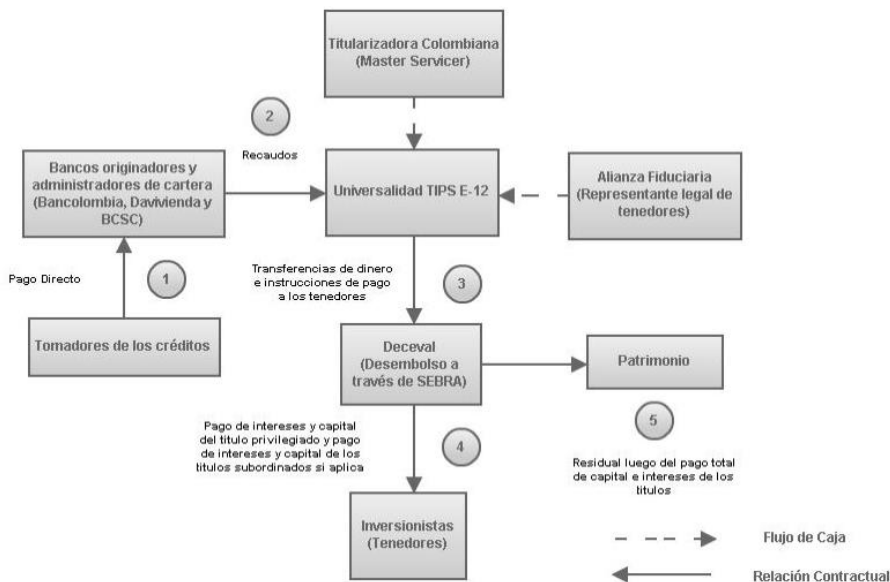 Titularizadora Colombiana
(Master Servicer)
2
Recaudos
Bancos originadores y
administradores de cartera
(Bancolombia, Davivienda y
BCSC)
Universalidad TIPS E-12
Alianza Fiduciaria
(Representante legal de
tenedores)
Pago Directo
1
Transferencias de dinero
e instrucciones de pago
a los tenedores
3
Tomadores de los créditos
Deceval
(Desembolso a
través de SEBRA)
Patrimonio
Pago de intereses y capital
del titulo privilegiado y pago
de intereses y capital de los
titulos subordinados si aplica
4
5
Residual luego del pago total
de capital e intereses de los
titulos
Inversionistas
(Tenedores)
Flujo de Caja
Relación Contractual